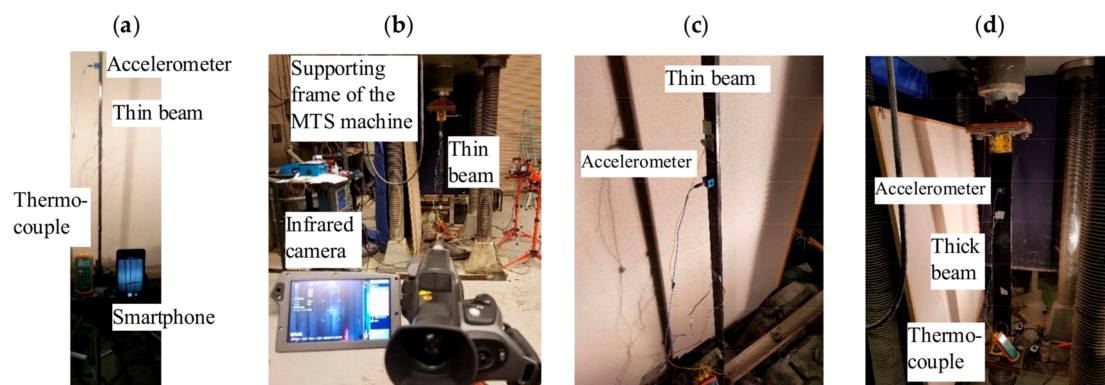 (a)
Accelerometer
Thin beam
Thermo-
couple
Smartphone
(b)
Supporting
frame of the
MTS machine
Thin
beam
Infrared
camera
(c)
Thin beam
Accelerometer
(d)
Accelerometer
Thick
beam
Thermo-
couple